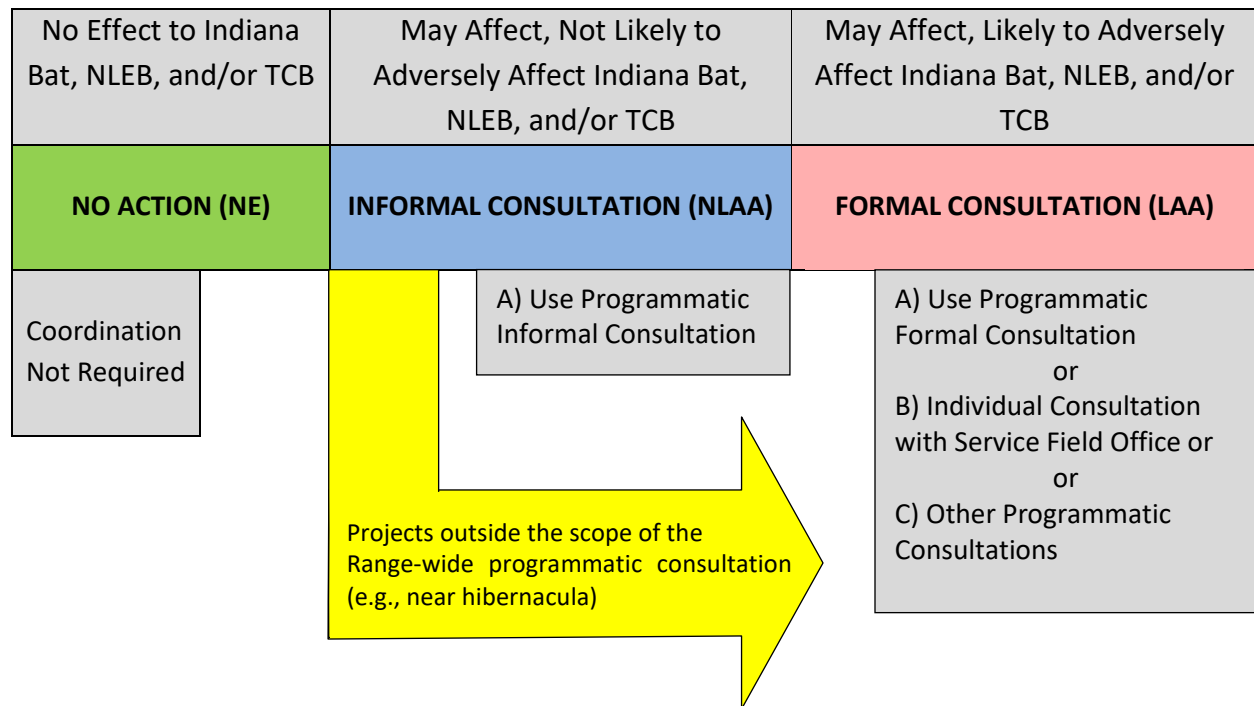 No Effect to Indiana
Bat, NLEB, and/or TCB
May Affect, Not Likely to
Adversely Affect Indiana Bat,
NLEB, and/or TCB
May Affect, Likely to Adversely
Affect Indiana Bat, NLEB, and/or
TCB
NO ACTION (NE)
INFORMAL CONSULTATION (NLAA)
FORMAL CONSULTATION (LAA)
Coordination
Not Required
A) Use Programmatic
Informal Consultation
A) Use Programmatic
Formal Consultation
or
B) Individual Consultation
with Service Field Office or
or
C) Other Programmatic
Consultations
Projects outside the scope of the
Range-wide programmatic consultation
(e.g., near hibernacula)